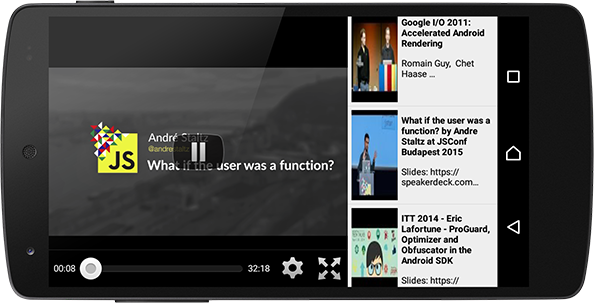 JS
André Staltz
@andrestaltz
What if the user was a function?
00:08
32:18
Google I/O 2011:
Accelerated Android
Rendering
Romain Guy, Chet
Haase ...
What if the user was a
function? by Andre
Staltz at JSConf
Budapest 2015
Slides: https://
speakerdeck.com...
ITT 2014 - Eric
Lafortune - ProGuard,
Optimizer and
Obfuscator in the
Android SDK
Slides: https://